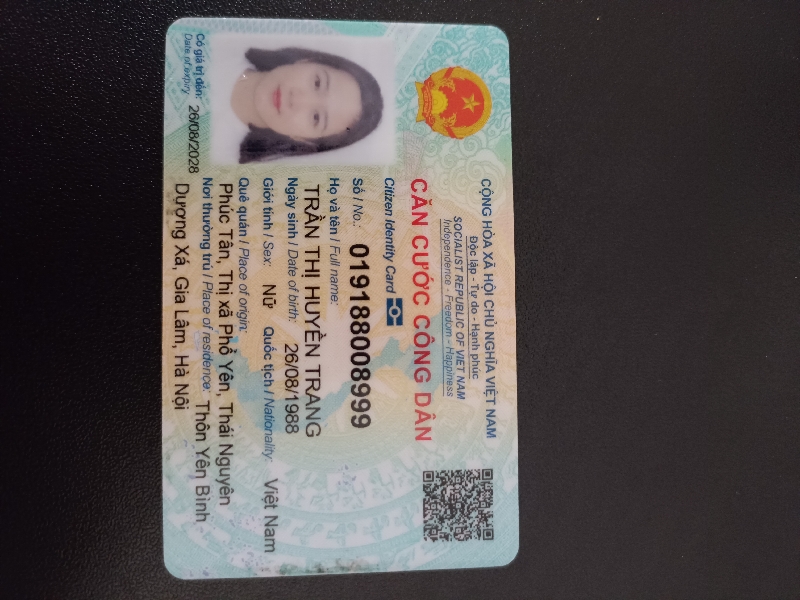 CỘNG HÒA XÃ HỘI CHỦ NGHĨA VIỆT NAM
Độc lập - Tự do - Hạnh phúc
SOCIALIST REPUBLIC OF VIET NAM
Independence - Freedom - Happiness
CĂN CƯỚC CÔNG DÂN
Citizen Identity Card
Số / No.: 019188008999
Họ và tên / Full name:
TRẦN THỊ HUYỀN TRANG
Ngày sinh / Date of birth: 26/08/1988
Giới tính / Sex: Nữ Quốc tịch / Nationality: Việt Nam
Quê quán / Place of origin:
Phúc Tân, Thị xã Phổ Yên, Thái Nguyên
Nơi thường trú / Place of residence: Thôn Yên Bình
Dương Xá, Gia Lâm, Hà Nội
Có giá trị đến: 26/08/2028
Date of expiry